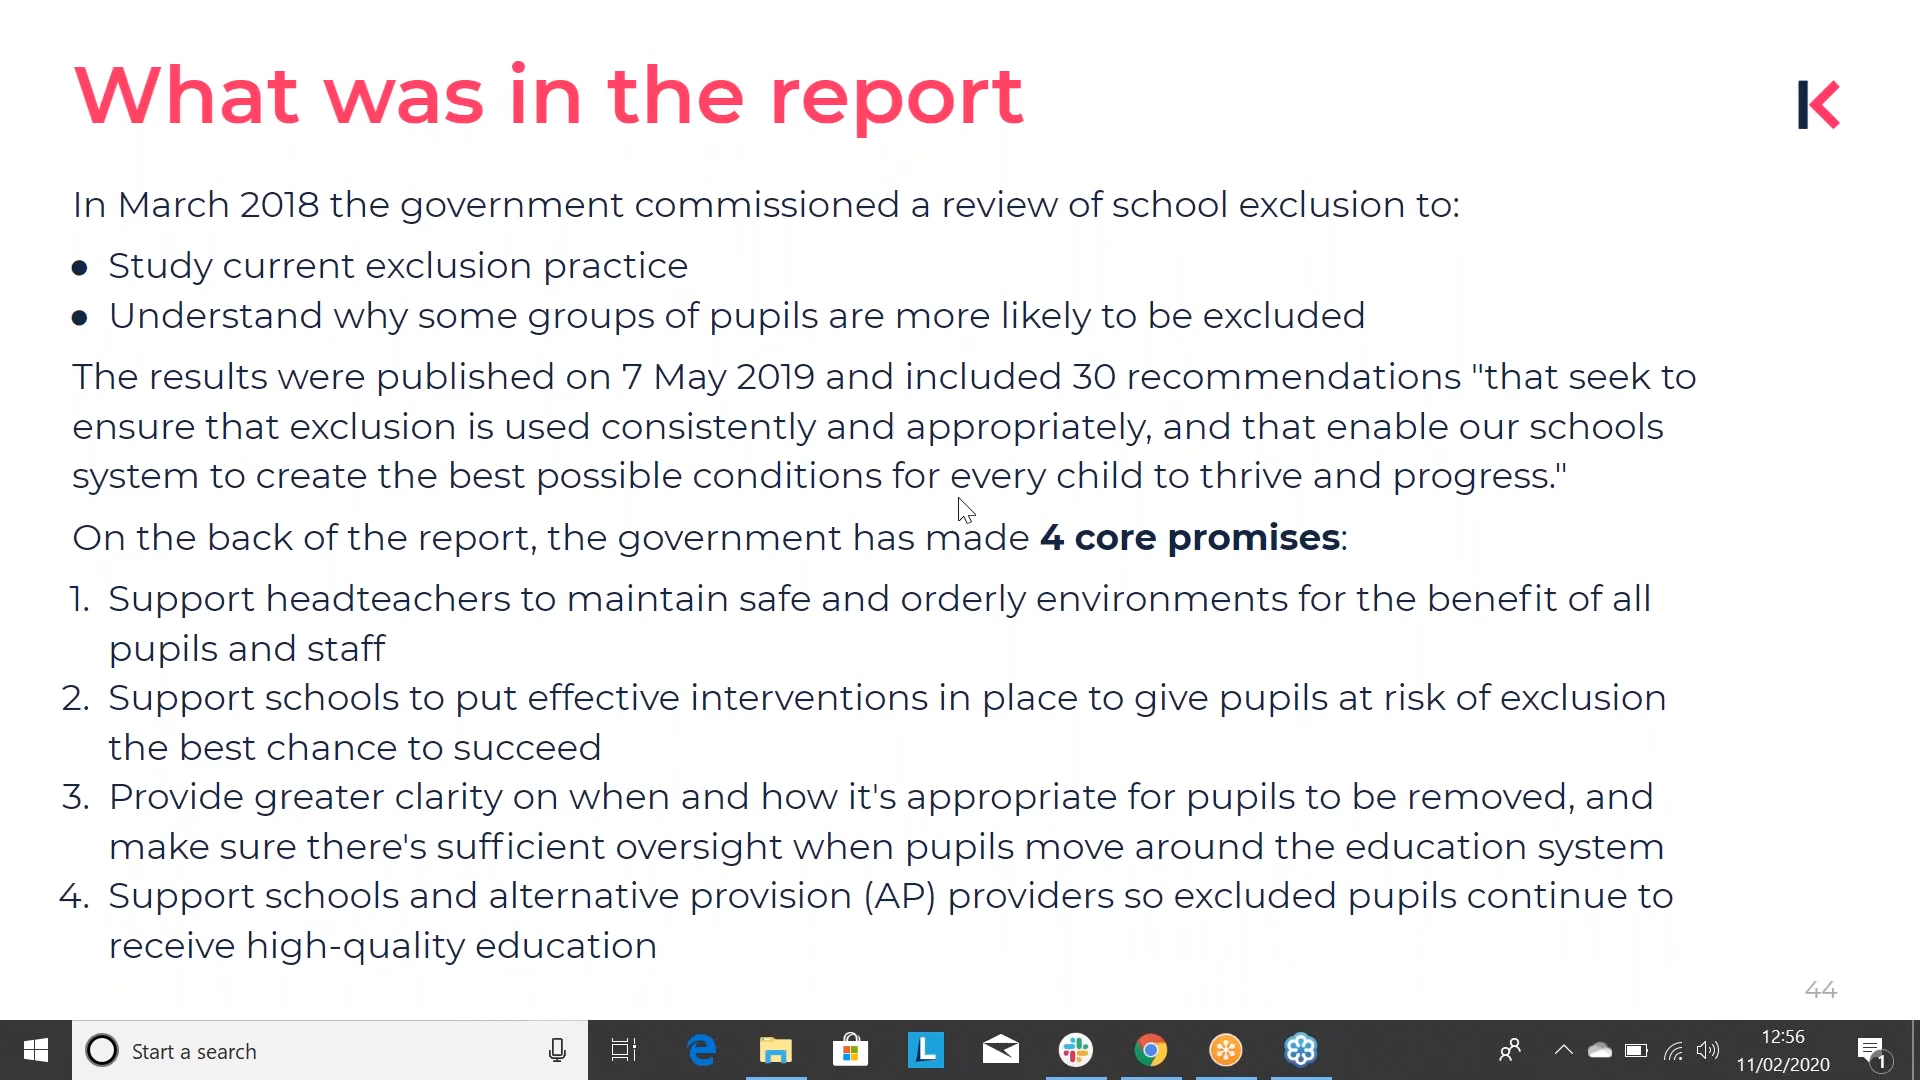 What was in the report
In March 2018 the government commissioned a review of school exclusion to:
● Study current exclusion practice
● Understand why some groups of pupils are more likely to be excluded
The results were published on 7 May 2019 and included 30 recommendations "that seek to
ensure that exclusion is used consistently and appropriately, and that enable our schools
system to create the best possible conditions for every child to thrive and progress."
On the back of the report, the government has made 4 core promises:
1. Support headteachers to maintain safe and orderly environments for the benefit of all
pupils and staff
2. Support schools to put effective interventions in place to give pupils at risk of exclusion
the best chance to succeed
3. Provide greater clarity on when and how it's appropriate for pupils to be removed, and
make sure there's sufficient oversight when pupils move around the education system
4. Support schools and alternative provision (AP) providers so excluded pupils continue to
receive high-quality education
44
Start a search
L
12:56
11/02/2020
1